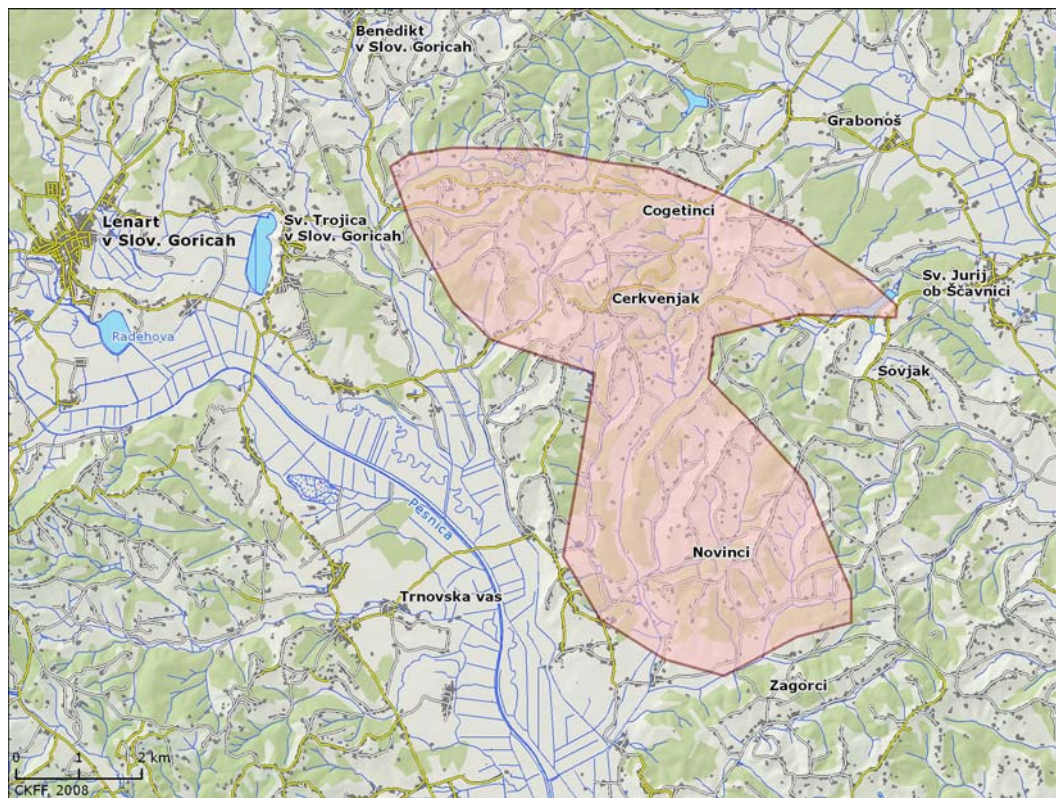 Benedikt
v Slov. Goricah
Grabonoš
Lenart
v Slov. Goricah
Sv. Trojica
v Slov. Goricah
Cogetinci
Sv. Jurij
ob Ščavnici
Cerkvenjak
Radehova
Sovjak
Pesnica
Novinci
Trnovska vas
Zagorci
0 1 2 km
CKFF, 2008